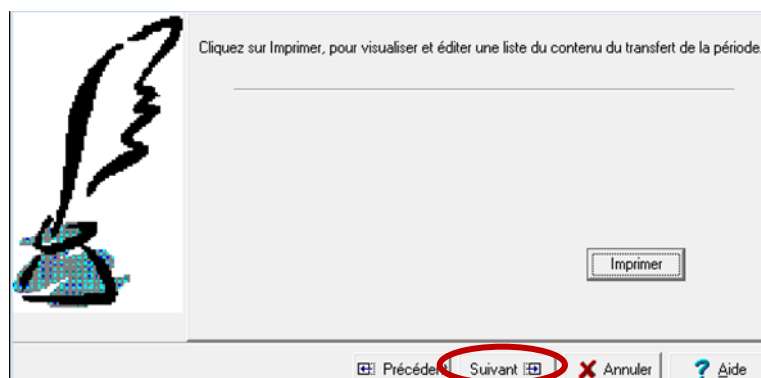 Cliquez sur Imprimer, pour visualiser et éditer une liste du contenu du transfert de la période.
Imprimer
Précédent Suivant Annuler ? Aide